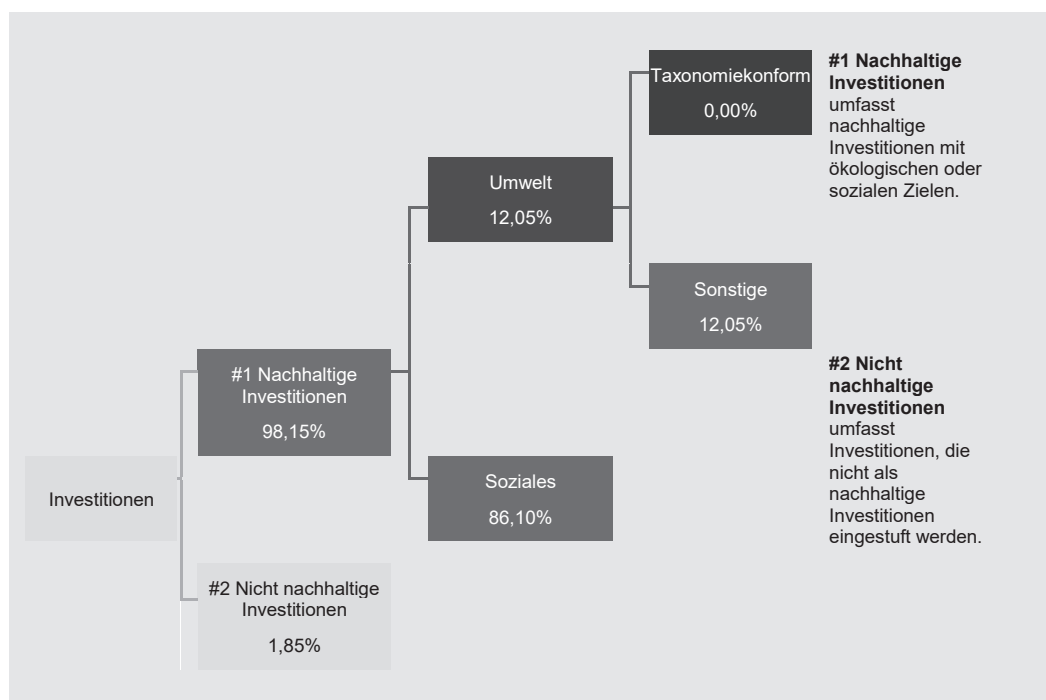 Taxonomiekonform
0,00%
#1 Nachhaltige
Investitionen
umfasst
nachhaltige
Investitionen mit
ökologischen oder
sozialen Zielen.
Umwelt
12,05%
Sonstige
12,05%
#1 Nachhaltige
Investitionen
98,15%
#2 Nicht
nachhaltige
Investitionen
umfasst
Investitionen, die
nicht als
nachhaltige
Investitionen
eingestuft werden.
Investitionen
Soziales
86,10%
#2 Nicht nachhaltige
Investitionen
1,85%